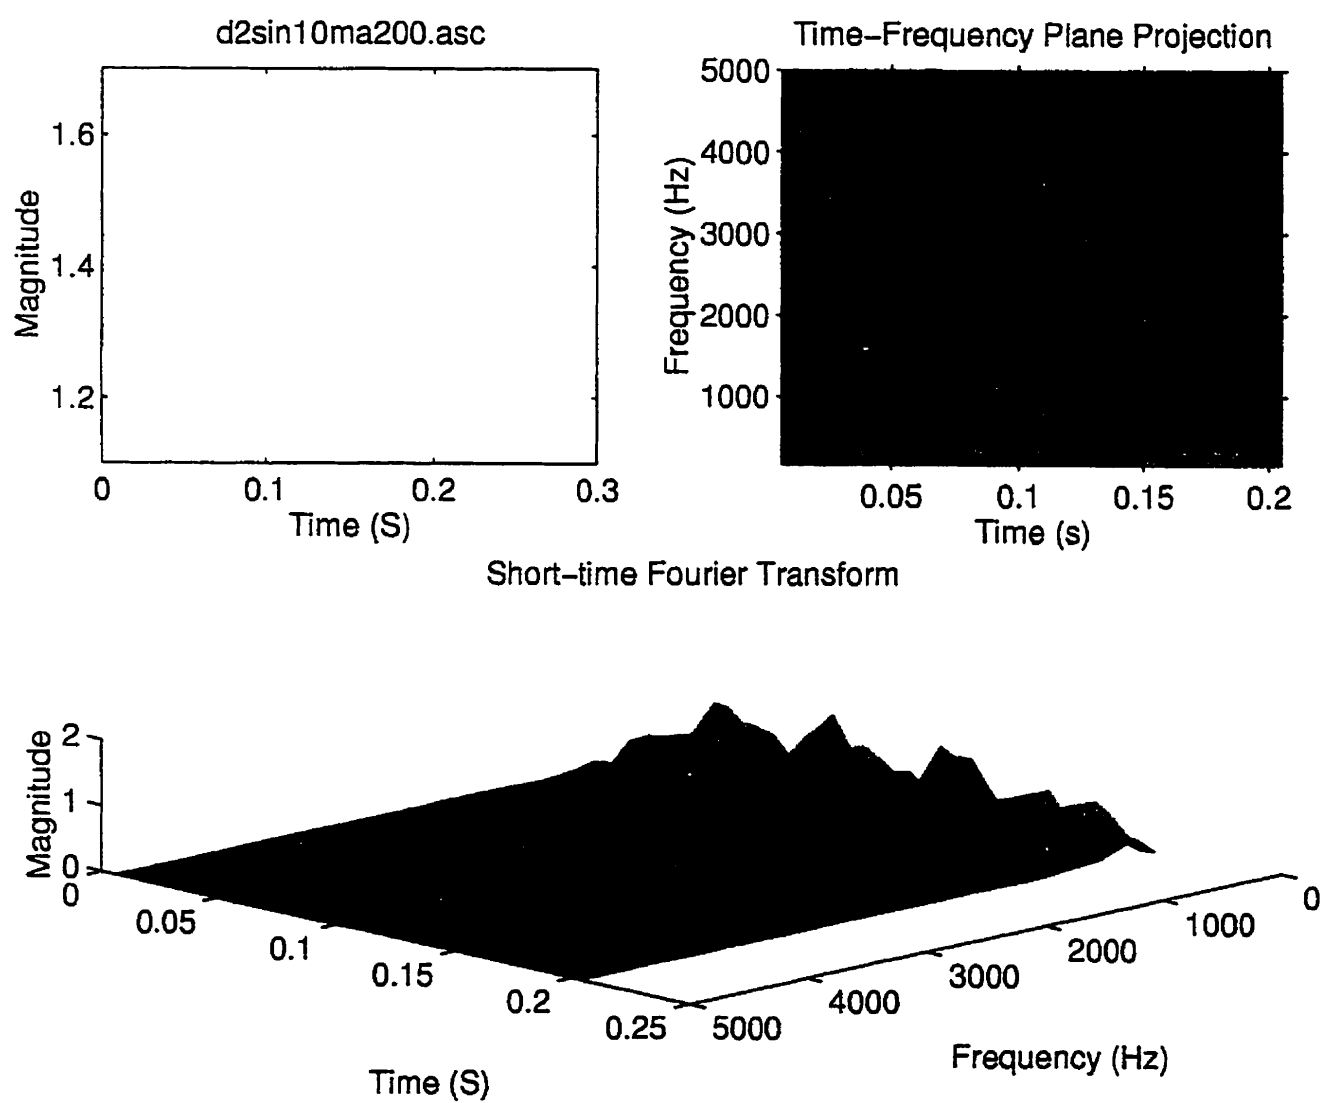 d2sin10ma200.asc
Magnitude
1.6
1.4
1.2
0 0.1 0.2 0.3
Time (S)
Time–Frequency Plane Projection
Frequency (Hz)
5000
4000
3000
2000
1000
0.05 0.1 0.15 0.2
Time (s)
Short–time Fourier Transform
Magnitude
2
1
0
0
0.05
0.1
0.15
0.2
0.25
Time (S)
5000
4000
3000
2000
1000
0
Frequency (Hz)